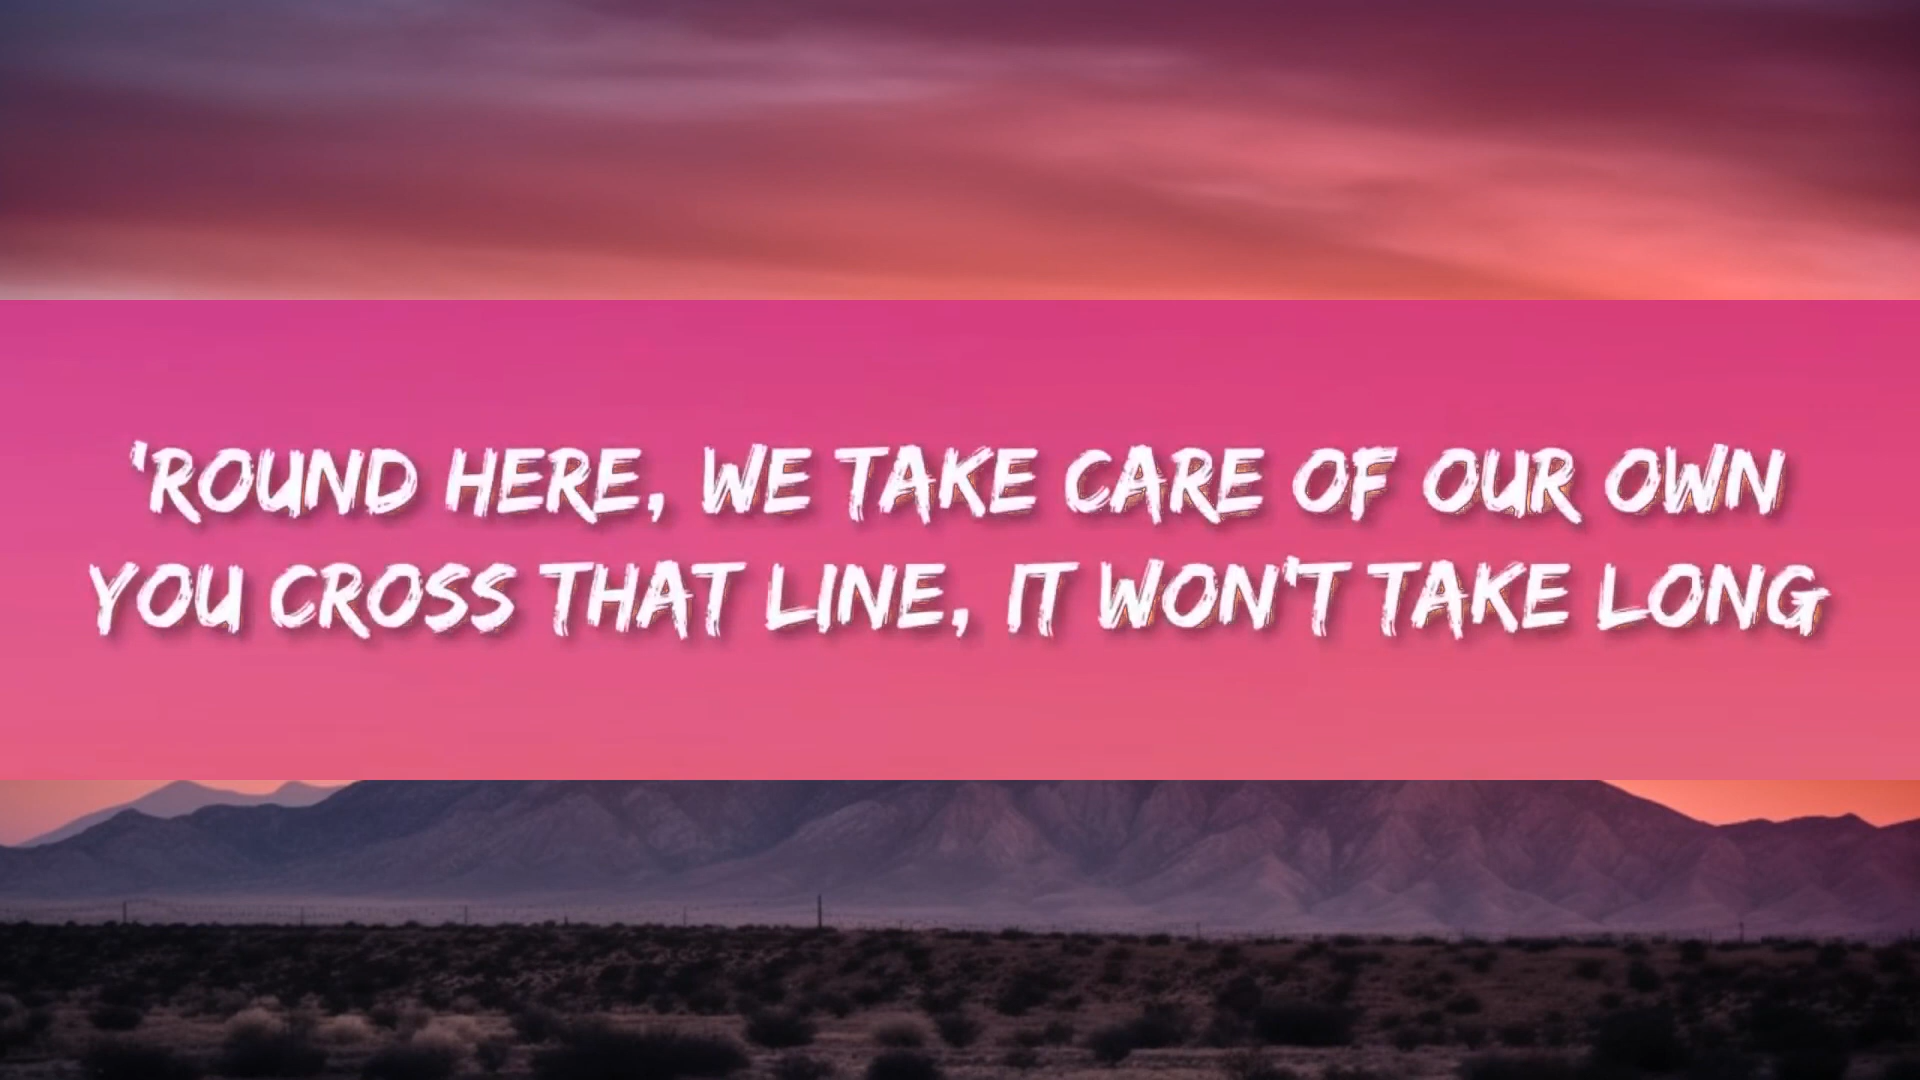 'ROUND HERE, WE TAKE CARE OF OUR OWN
YOU CROSS THAT LINE, IT WON'T TAKE LONG